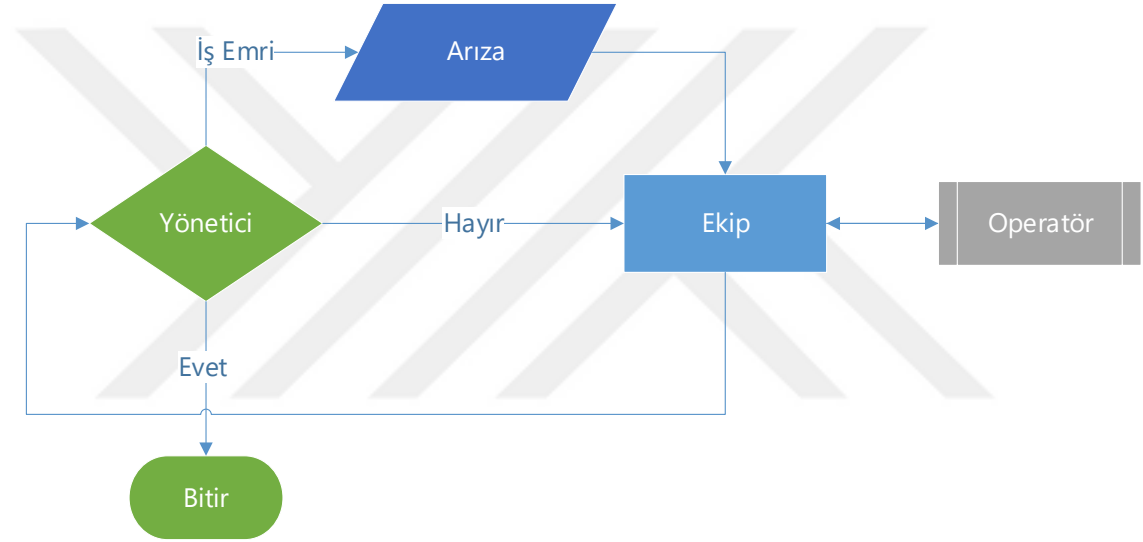 İş Emri
Arıza
Yönetici
Hayır
Ekip
Operatör
Evet
Bitir